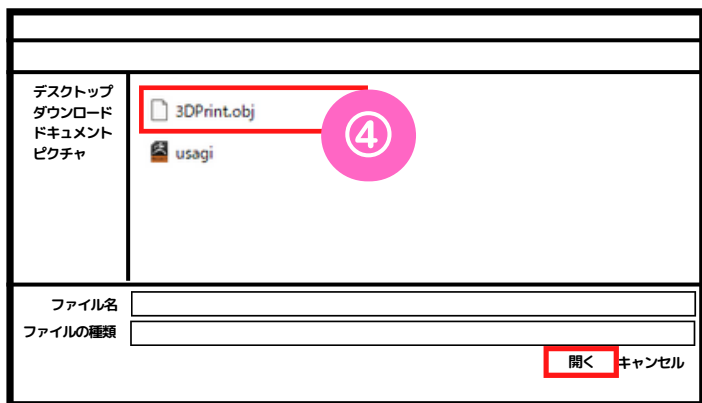 デスクトップ
ダウンロード
ドキュメント
ピクチャ
3DPrint.obj
④
usagi
ファイル名
ファイルの種類
開く キャンセル